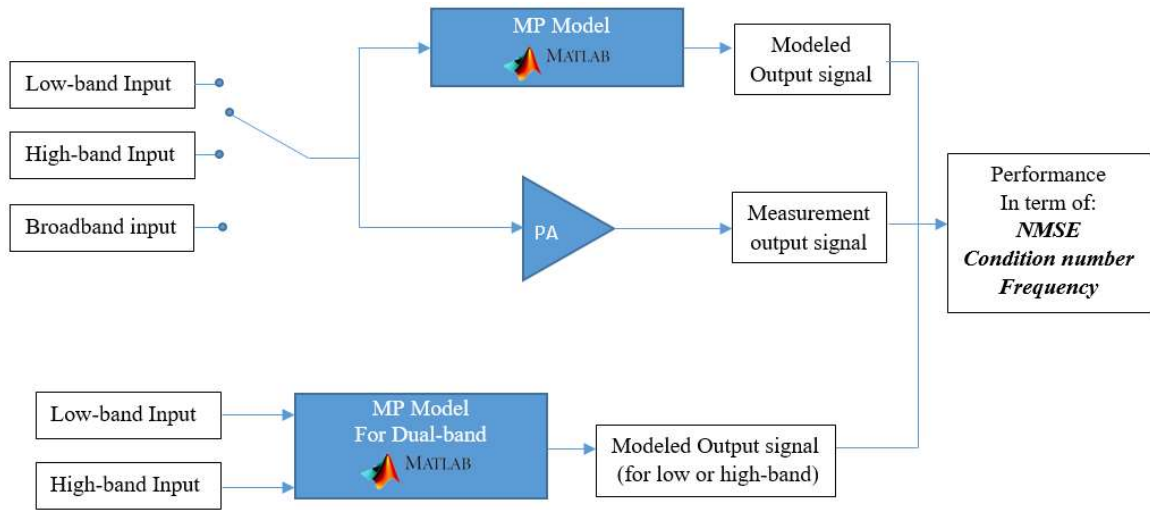 MP Model
MATLAB
Modeled
Output signal
Low-band Input
High-band Input
Broadband input
PA
Measurement
output signal
Performance
In term of:
NMSE
Condition number
Frequency
Low-band Input
High-band Input
MP Model
For Dual-band
MATLAB
Modeled Output signal
(for low or high-band)